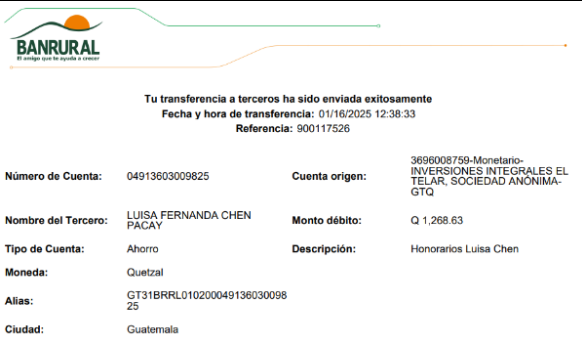 BANRURAL
El amigo que te ayuda a crecer
Tu transferencia a terceros ha sido enviada exitosamente
Fecha y hora de transferencia: 01/16/2025 12:38:33
Referencia: 900117526
Número de Cuenta: 04913603009825
Cuenta origen: 3696008759-Monetario-
INVERSIONES INTEGRALES EL
TELAR, SOCIEDAD ANÓNIMA-
GTQ
Nombre del Tercero: LUISA FERNANDA CHEN
PACAY
Monto débito: Q 1,268.63
Tipo de Cuenta: Ahorro
Descripción: Honorarios Luisa Chen
Moneda: Quetzal
Alias: GT31BRRL010200049136030098
25
Ciudad: Guatemala